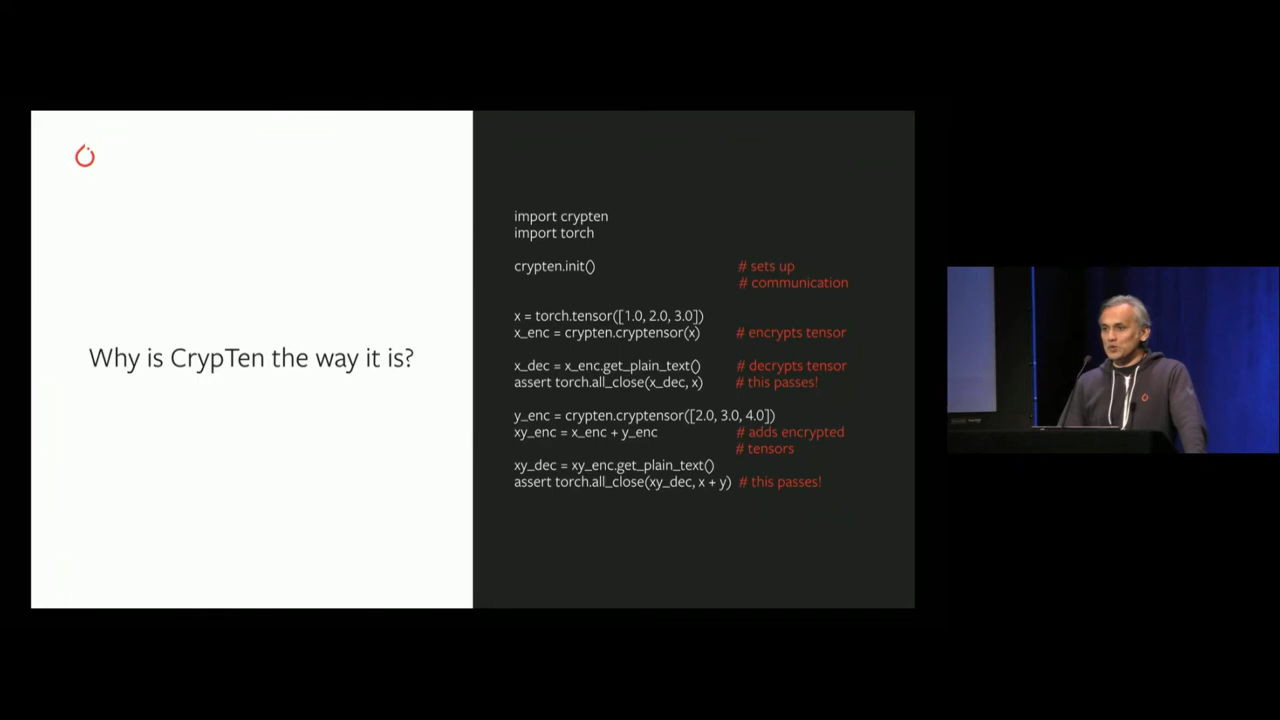 Why is CrypTen the way it is?
import crypten
import torch
crypten.init() # sets up
# communication
x = torch.tensor([1.0, 2.0, 3.0])
x_enc = crypten.cryptensor(x) # encrypts tensor
x_dec = x_enc.get_plain_text() # decrypts tensor
assert torch.all_close(x_dec, x) # this passes!
y_enc = crypten.cryptensor([2.0, 3.0, 4.0])
xy_enc = x_enc + y_enc # adds encrypted
# tensors
xy_dec = xy_enc.get_plain_text()
assert torch.all_close(xy_dec, x + y) # this passes!